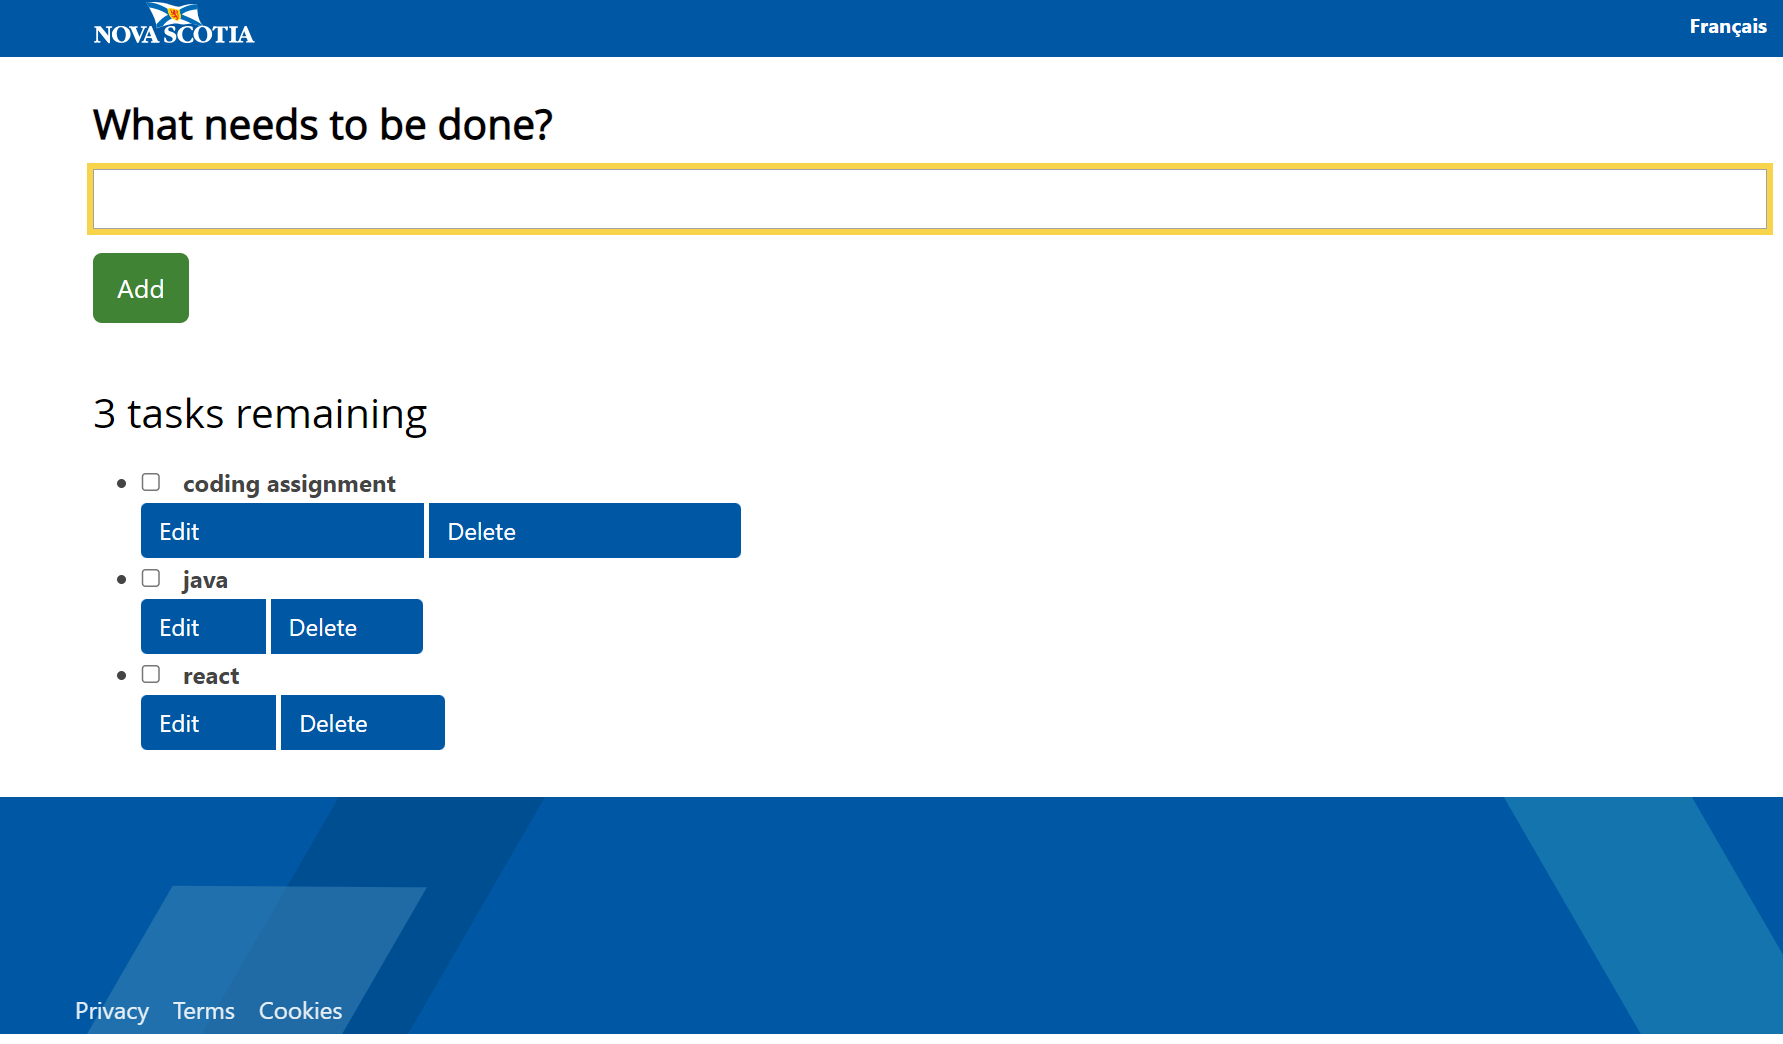 NOVA SCOTIA
Français
What needs to be done?
Add
3 tasks remaining
coding assignment
Edit Delete
java
Edit Delete
react
Edit Delete
Privacy Terms Cookies